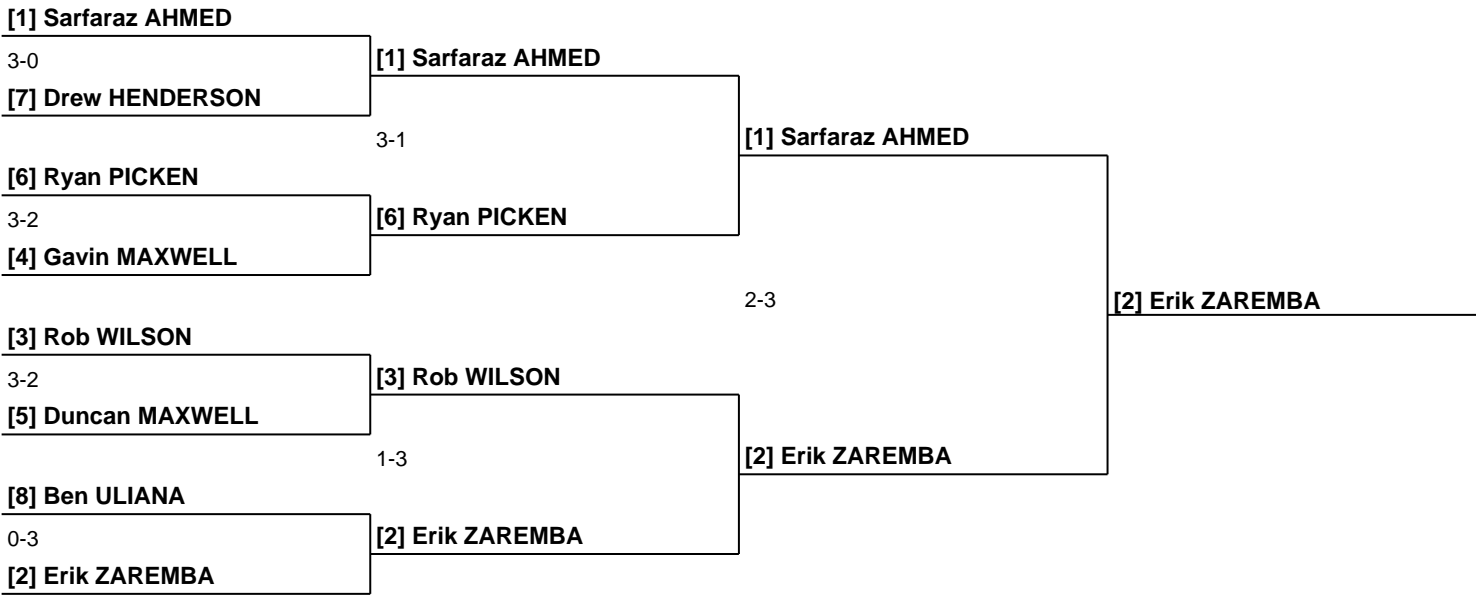 [1] Sarfaraz AHMED
3-0
[7] Drew HENDERSON
[6] Ryan PICKEN
3-2
[4] Gavin MAXWELL
[3] Rob WILSON
3-2
[5] Duncan MAXWELL
[8] Ben ULIANA
0-3
[2] Erik ZAREMBA
[1] Sarfaraz AHMED
3-1
[6] Ryan PICKEN
[3] Rob WILSON
1-3
[2] Erik ZAREMBA
[1] Sarfaraz AHMED
2-3
[2] Erik ZAREMBA
[2] Erik ZAREMBA